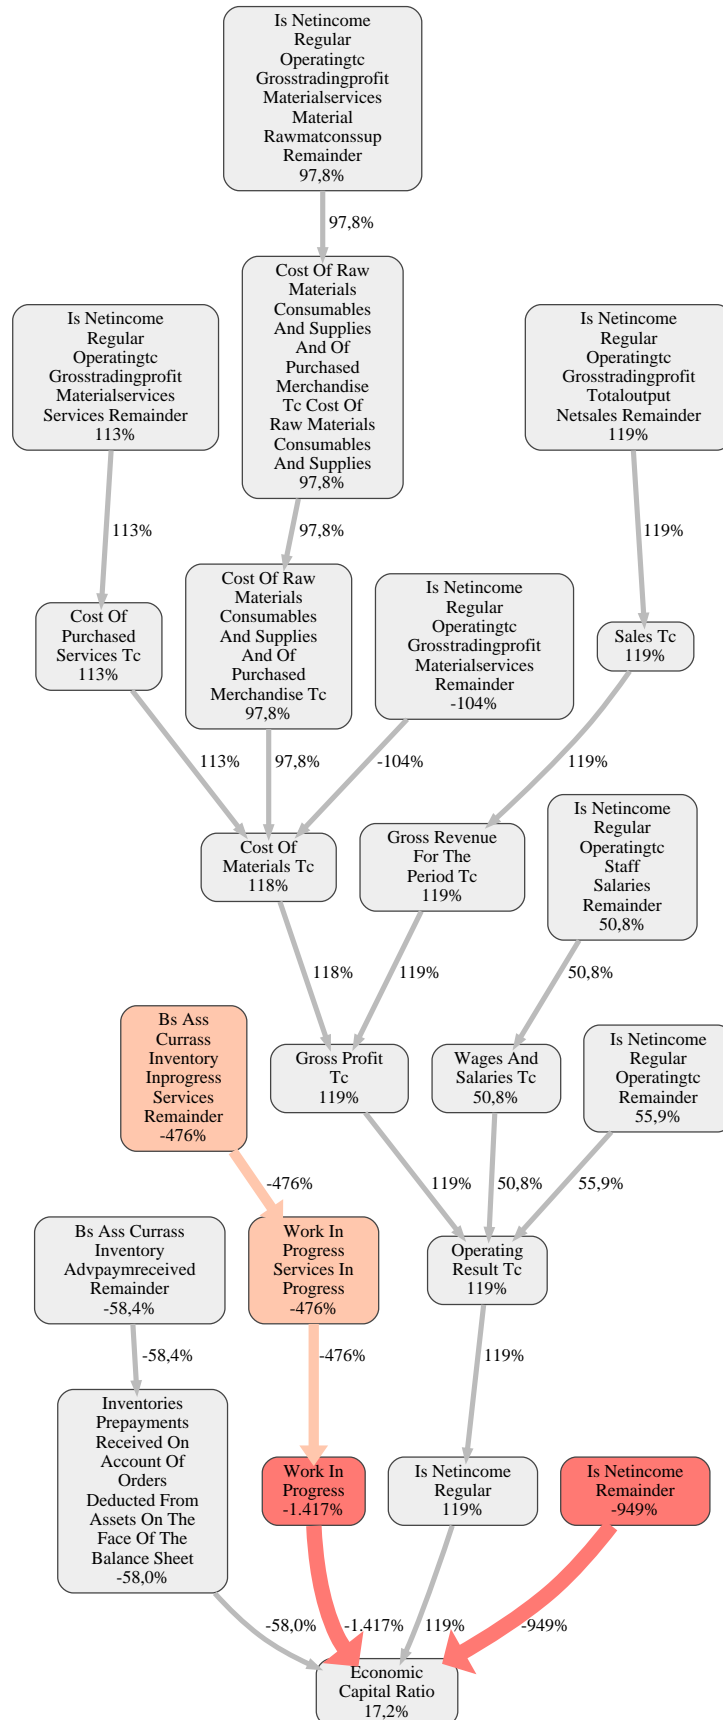 Is Netincome
Regular
Operatingtc
Grosstradingprofit
Materialservices
Material
Rawmatconssup
Remainder
97,8%
97,8%
Cost Of Raw
Materials
Consumables
And Supplies
And Of
Purchased
Merchandise
Tc Cost Of
Raw Materials
Consumables
And Supplies
97,8%
Is Netincome
Regular
Operatingtc
Grosstradingprofit
Materialservices
Services Remainder
113%
Is Netincome
Regular
Operatingtc
Grosstradingprofit
Totaloutput
Netsales Remainder
119%
113%
97,8%
119%
Cost Of
Purchased
Services Tc
113%
Cost Of Raw
Materials
Consumables
And Supplies
And Of
Purchased
Merchandise Tc
97,8%
Is Netincome
Regular
Operatingtc
Grosstradingprofit
Materialservices
Remainder
-104%
Sales Tc
119%
113%
97,8%
-104%
119%
Cost Of
Materials Tc
118%
Gross Revenue
For The
Period Tc
119%
Is Netincome
Regular
Operatingtc
Staff
Salaries
Remainder
50,8%
118%
119%
50,8%
Bs Ass
Currass
Inventory
Inprogress
Services
Remainder
-476%
Gross Profit
Tc
119%
Wages And
Salaries Tc
50,8%
Is Netincome
Regular
Operatingtc
Remainder
55,9%
-476%
119%
50,8%
55,9%
Bs Ass Currass
Inventory
Advpaymreceived
Remainder
-58,4%
Work In
Progress
Services In
Progress
-476%
Operating
Result Tc
119%
-58,4%
-476%
119%
Inventories
Prepayments
Received On
Account Of
Orders
Deducted From
Assets On The
Face Of The
Balance Sheet
-58,0%
Work In
Progress
-1.417%
Is Netincome
Regular
119%
Is Netincome
Remainder
-949%
-58,0%
-1.417%
119%
-949%
Economic
Capital Ratio
17,2%